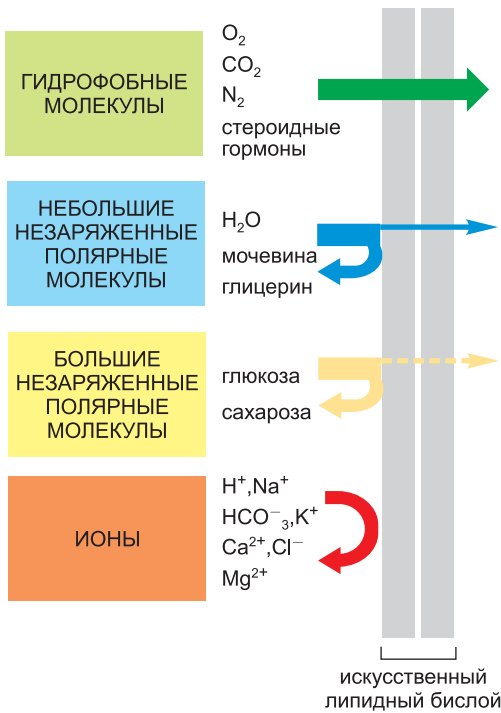 ГИДРОФОБНЫЕ
МОЛЕКУЛЫ
O₂
CO₂
N₂
стероидные
гормоны
НЕБОЛЬШИЕ
НЕЗАРЯЖЕННЫЕ
ПОЛЯРНЫЕ
МОЛЕКУЛЫ
H₂O
мочевина
глицерин
БОЛЬШИЕ
НЕЗАРЯЖЕННЫЕ
ПОЛЯРНЫЕ
МОЛЕКУЛЫ
глюкоза
сахароза
ИОНЫ
H⁺,Na⁺
HCO⁻₃,K⁺
Ca²⁺,Cl⁻
Mg²⁺
искусственный
липидный бислой